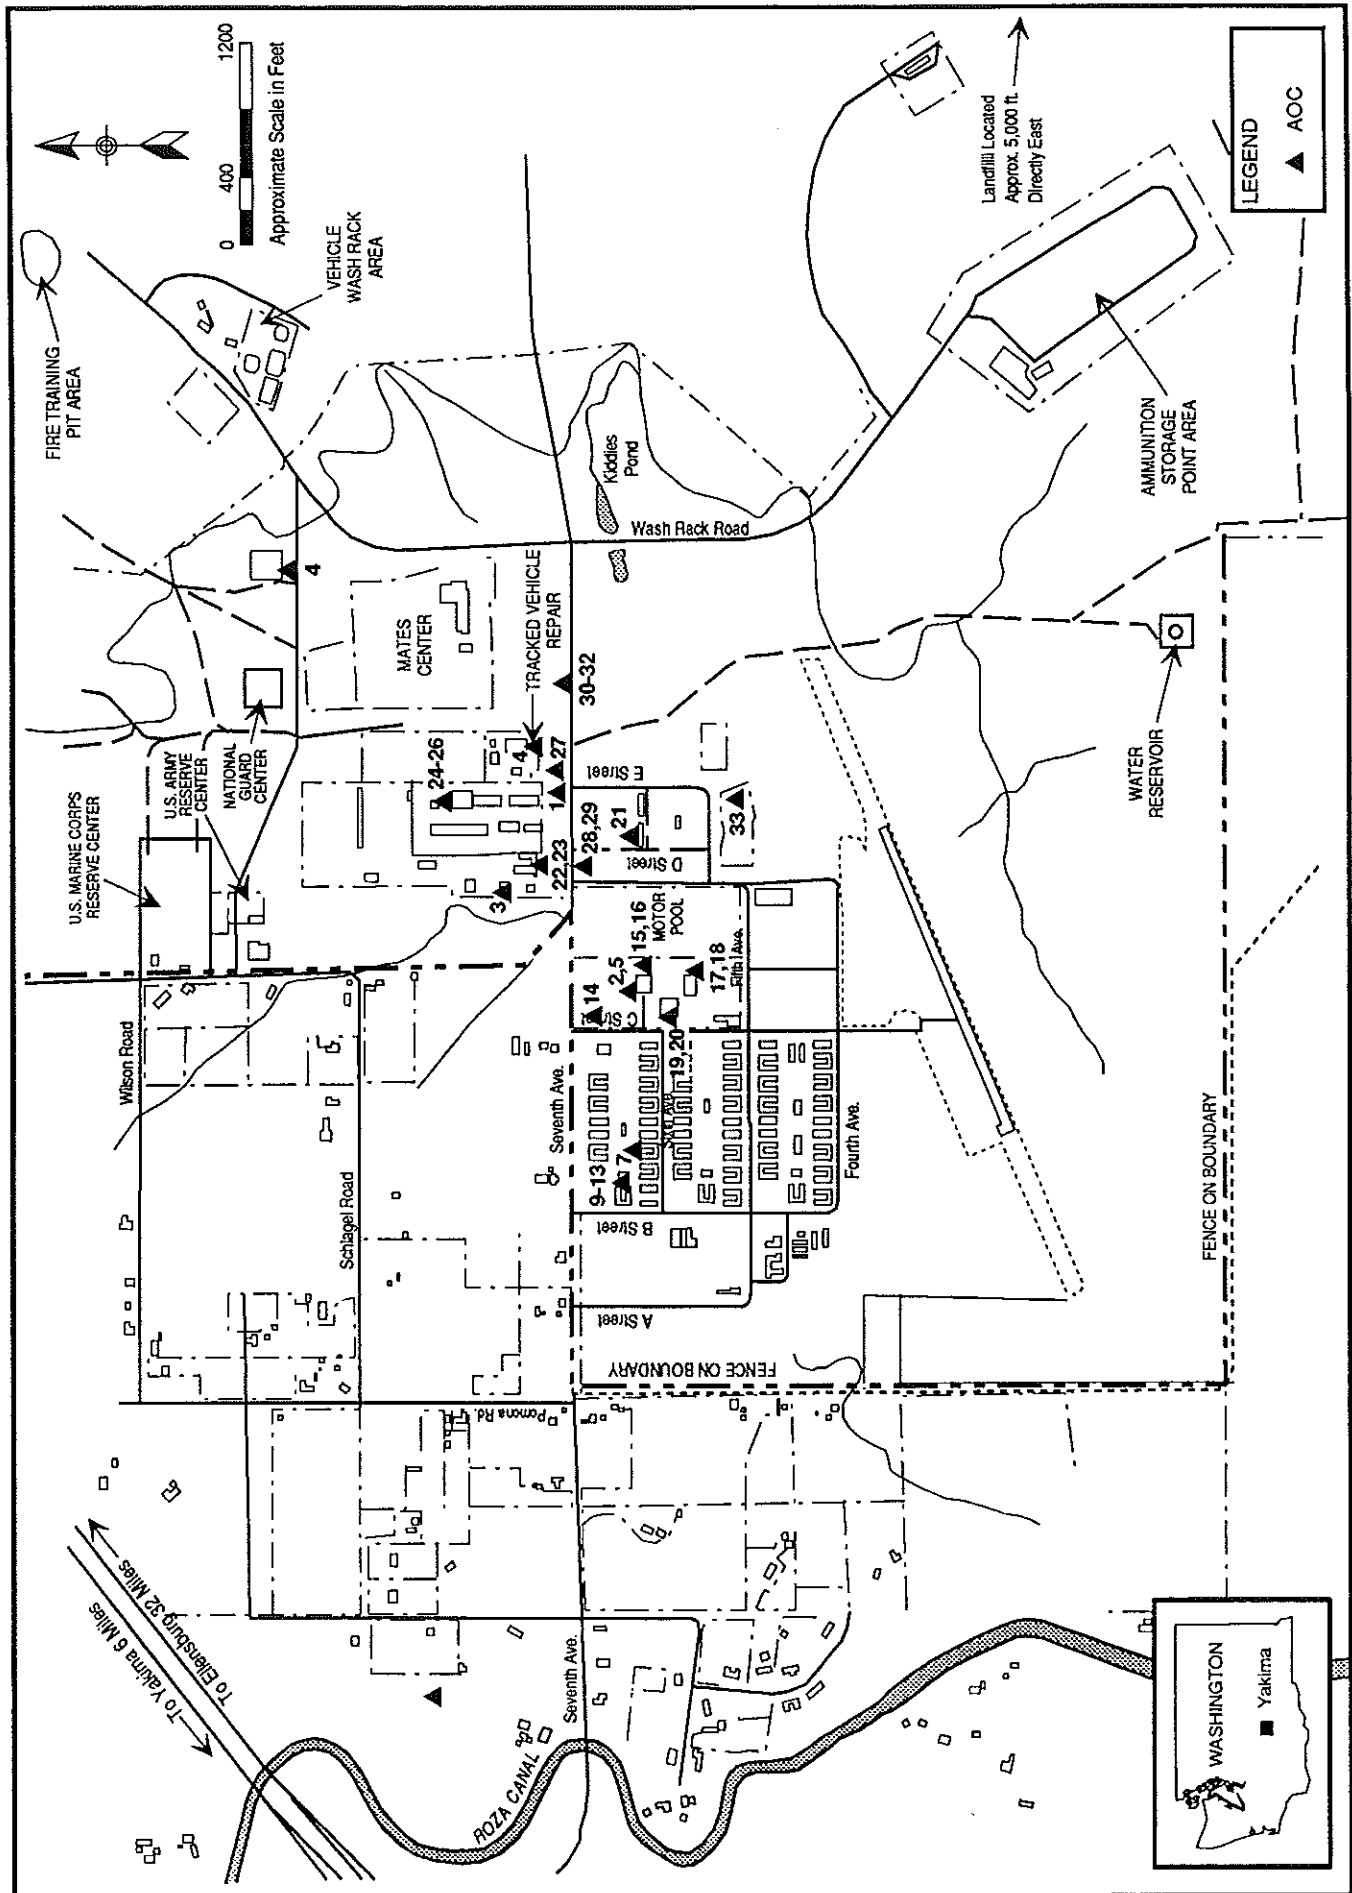 FIRE TRAINING
PIT AREA
0
400
1200
Approximate Scale in Feet
VEHICLE
WASH RACK
AREA
U.S. MARINE CORPS
RESERVE CENTER
U.S. ARMY
RESERVE
CENTER
NATIONAL
GUARD
CENTER
4
MATES
CENTER
TRACKED VEHICLE
REPAIR
Kiddies
Pond
Wash Rack Road
Landfill Located
Approx. 5,000 ft.
Directly East
AMMUNITION
STORAGE
POINT AREA
WATER
RESERVOIR
24-26
4
27
1
30-32
E Street
22,23
28,29
21
D Street
33
3
15,16
MOTOR
POOL
2,5
14
17,18
Fifth Ave.
C Street
19,20
Sixth Ave.
Seventh Ave.
9-13
7
B Street
A Street
Fourth Ave.
Wilson Road
Schlagel Road
FENCE ON BOUNDARY
FENCE ON BOUNDARY
Pomona Rd.
To Ellensburg 32 Miles
To Yakima 6 Miles
Seventh Ave.
ROZA CANAL
WASHINGTON
Yakima
LEGEND
AOC